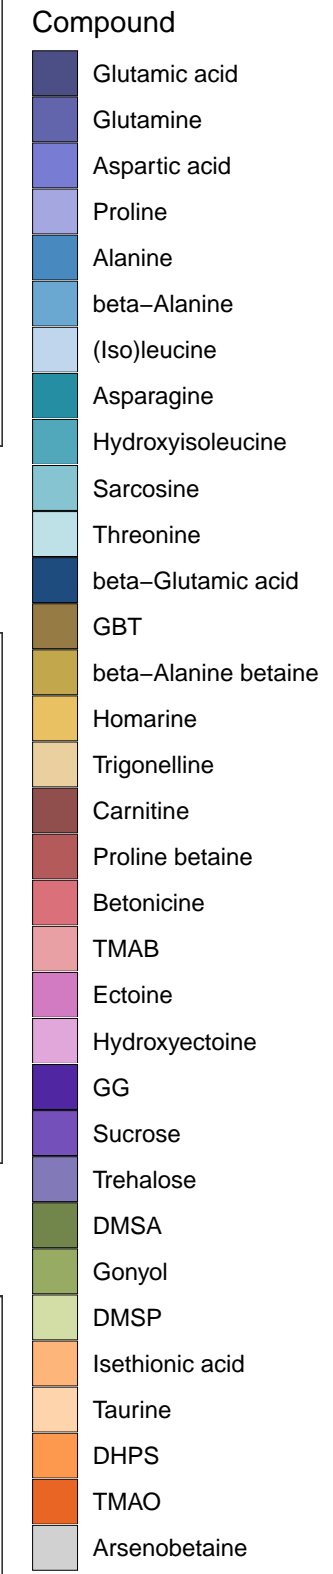 Compound
Glutamic acid
Glutamine
Aspartic acid
Proline
Alanine
beta−Alanine
(Iso)leucine
Asparagine
Hydroxyisoleucine
Sarcosine
Threonine
beta−Glutamic acid
GBT
beta−Alanine betaine
Homarine
Trigonelline
Carnitine
Proline betaine
Betonicine
TMAB
Ectoine
Hydroxyectoine
GG
Sucrose
Trehalose
DMSA
Gonyol
DMSP
Isethionic acid
Taurine
DHPS
TMAO
Arsenobetaine